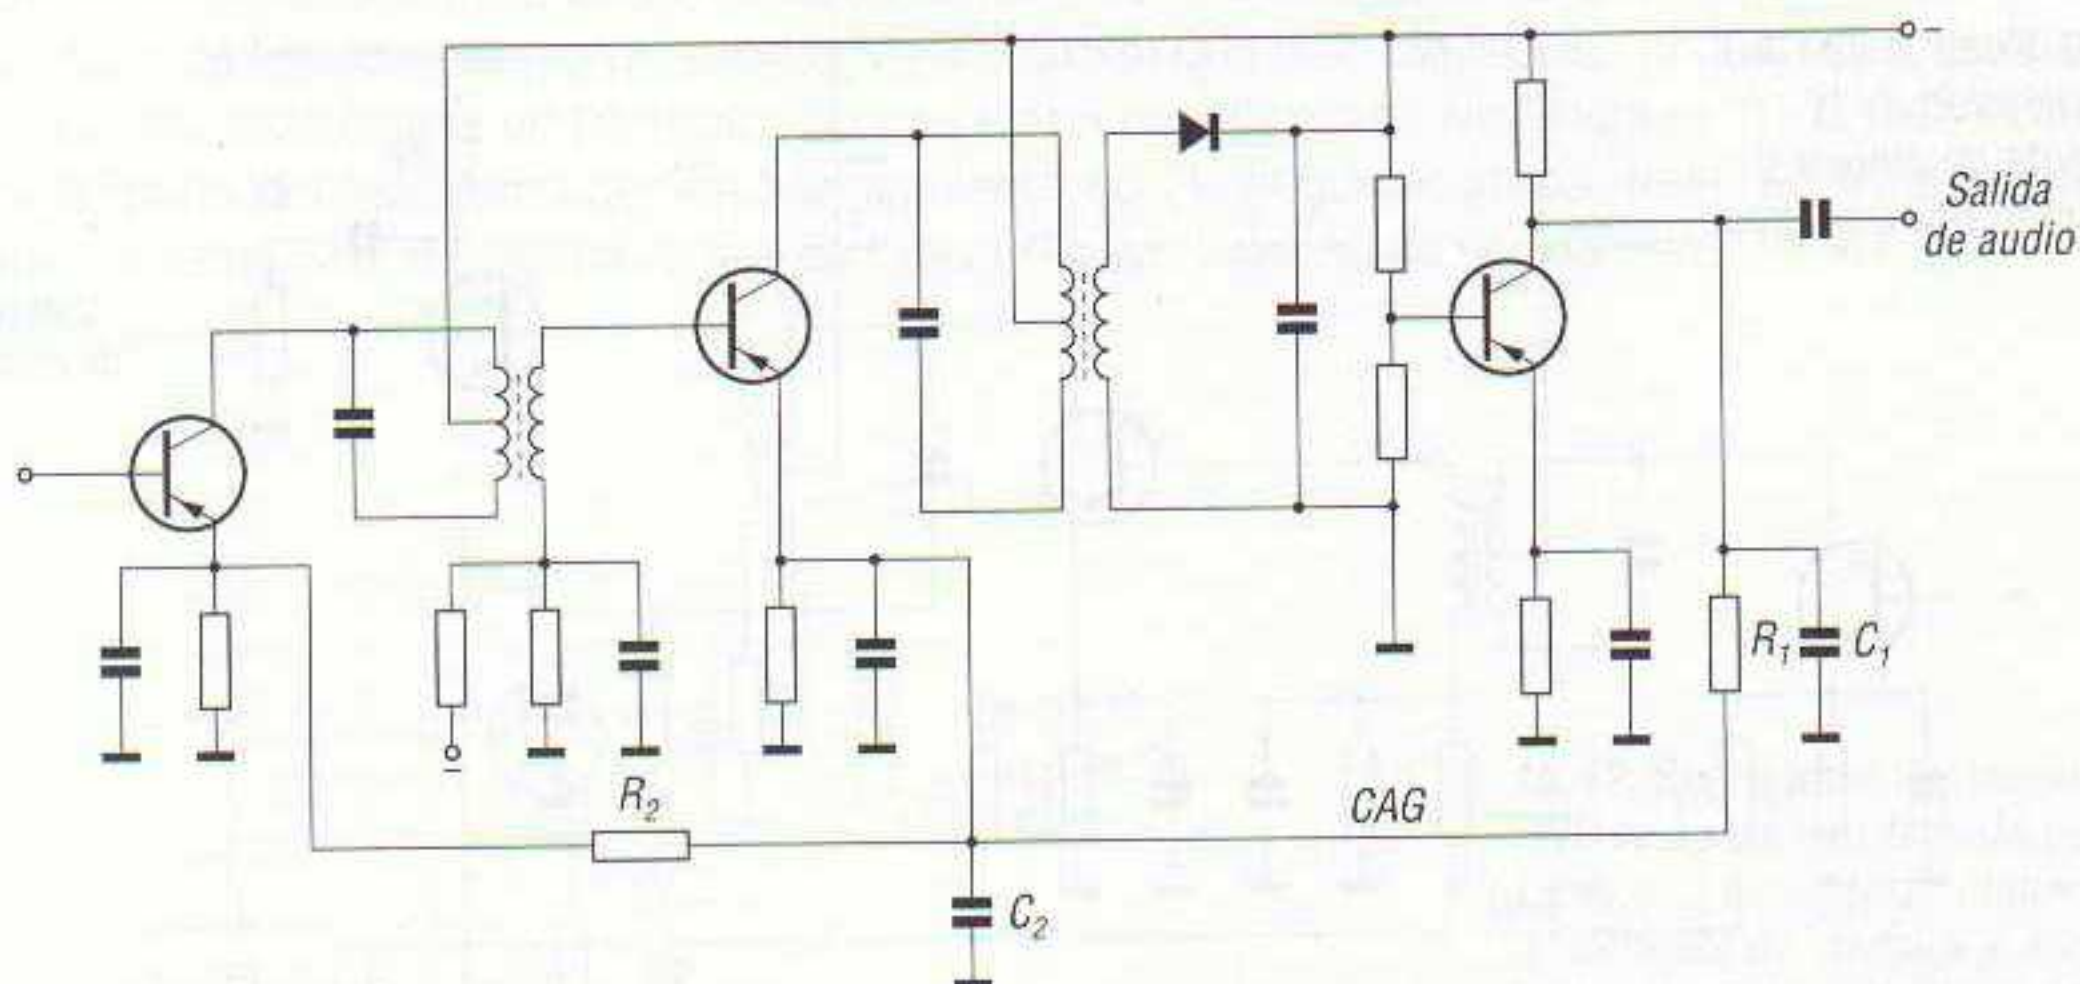 −
Salida
de audio
R₁
C₁
−
R₂
CAG
C₂